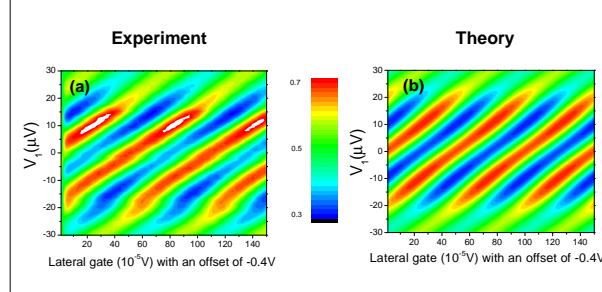 Experiment
Theory
(a)
(b)
V1(μV)
30
20
10
0
-10
-20
-30
20 40 60 80 100 120 140
Lateral gate (10-5V) with an offset of -0.4V
0.7
0.5
0.3
V1(μV)
30
20
10
0
-10
-20
-30
20 40 60 80 100 120 140
Lateral gate (10-5V) with an offset of -0.4V